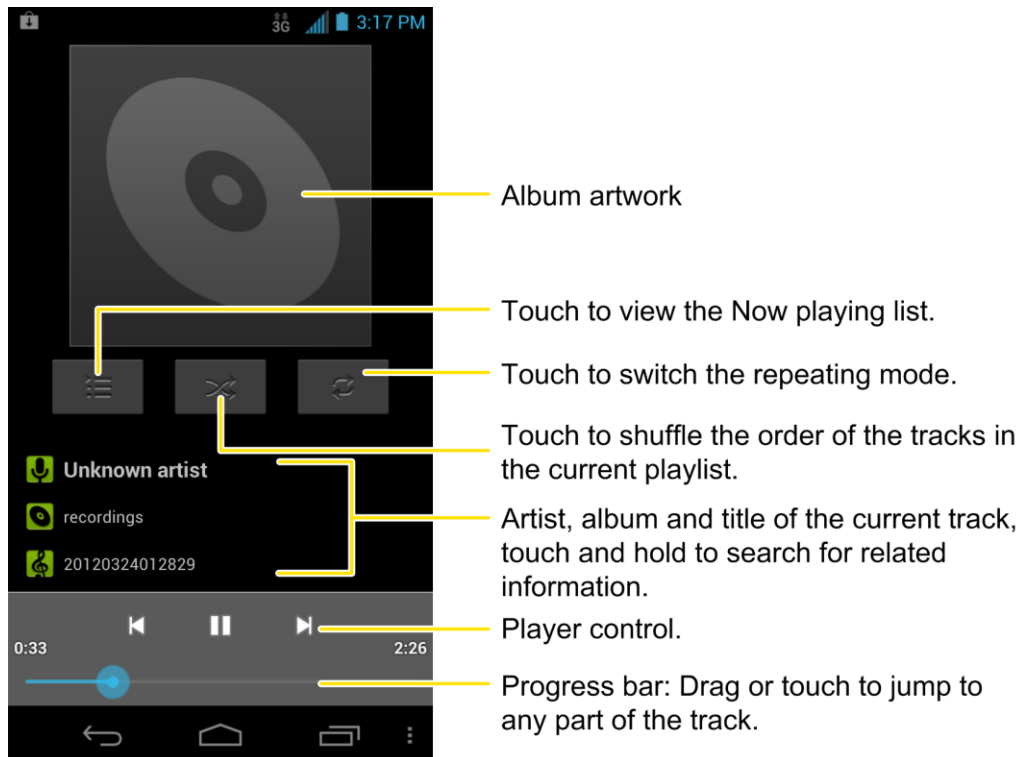 3G 3:17 PM
Album artwork
Touch to view the Now playing list.
Touch to switch the repeating mode.
Touch to shuffle the order of the tracks in
the current playlist.
Unknown artist
recordings
20120324012829
Artist, album and title of the current track,
touch and hold to search for related
information.
Player control.
0:33 2:26
Progress bar: Drag or touch to jump to
any part of the track.